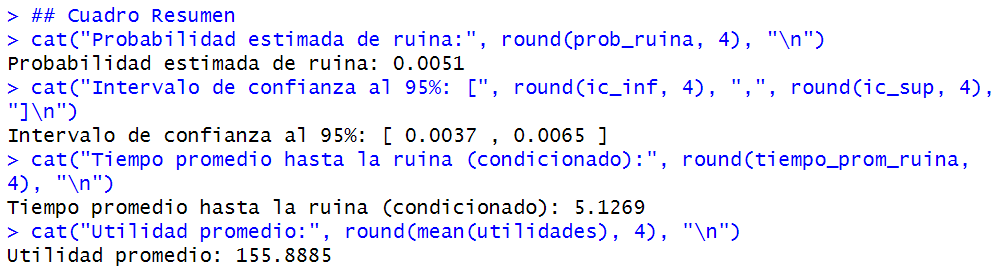 > ## Cuadro Resumen
> cat("Probabilidad estimada de ruina:", round(prob_ruina, 4), "\n")
Probabilidad estimada de ruina: 0.0051
> cat("Intervalo de confianza al 95%: [", round(ic_inf, 4), ",", round(ic_sup, 4),
"]\n")
Intervalo de confianza al 95%: [ 0.0037 , 0.0065 ]
> cat("Tiempo promedio hasta la ruina (condicionado):", round(tiempo_prom_ruina,
4), "\n")
Tiempo promedio hasta la ruina (condicionado): 5.1269
> cat("Utilidad promedio:", round(mean(utilidades), 4), "\n")
Utilidad promedio: 155.8885